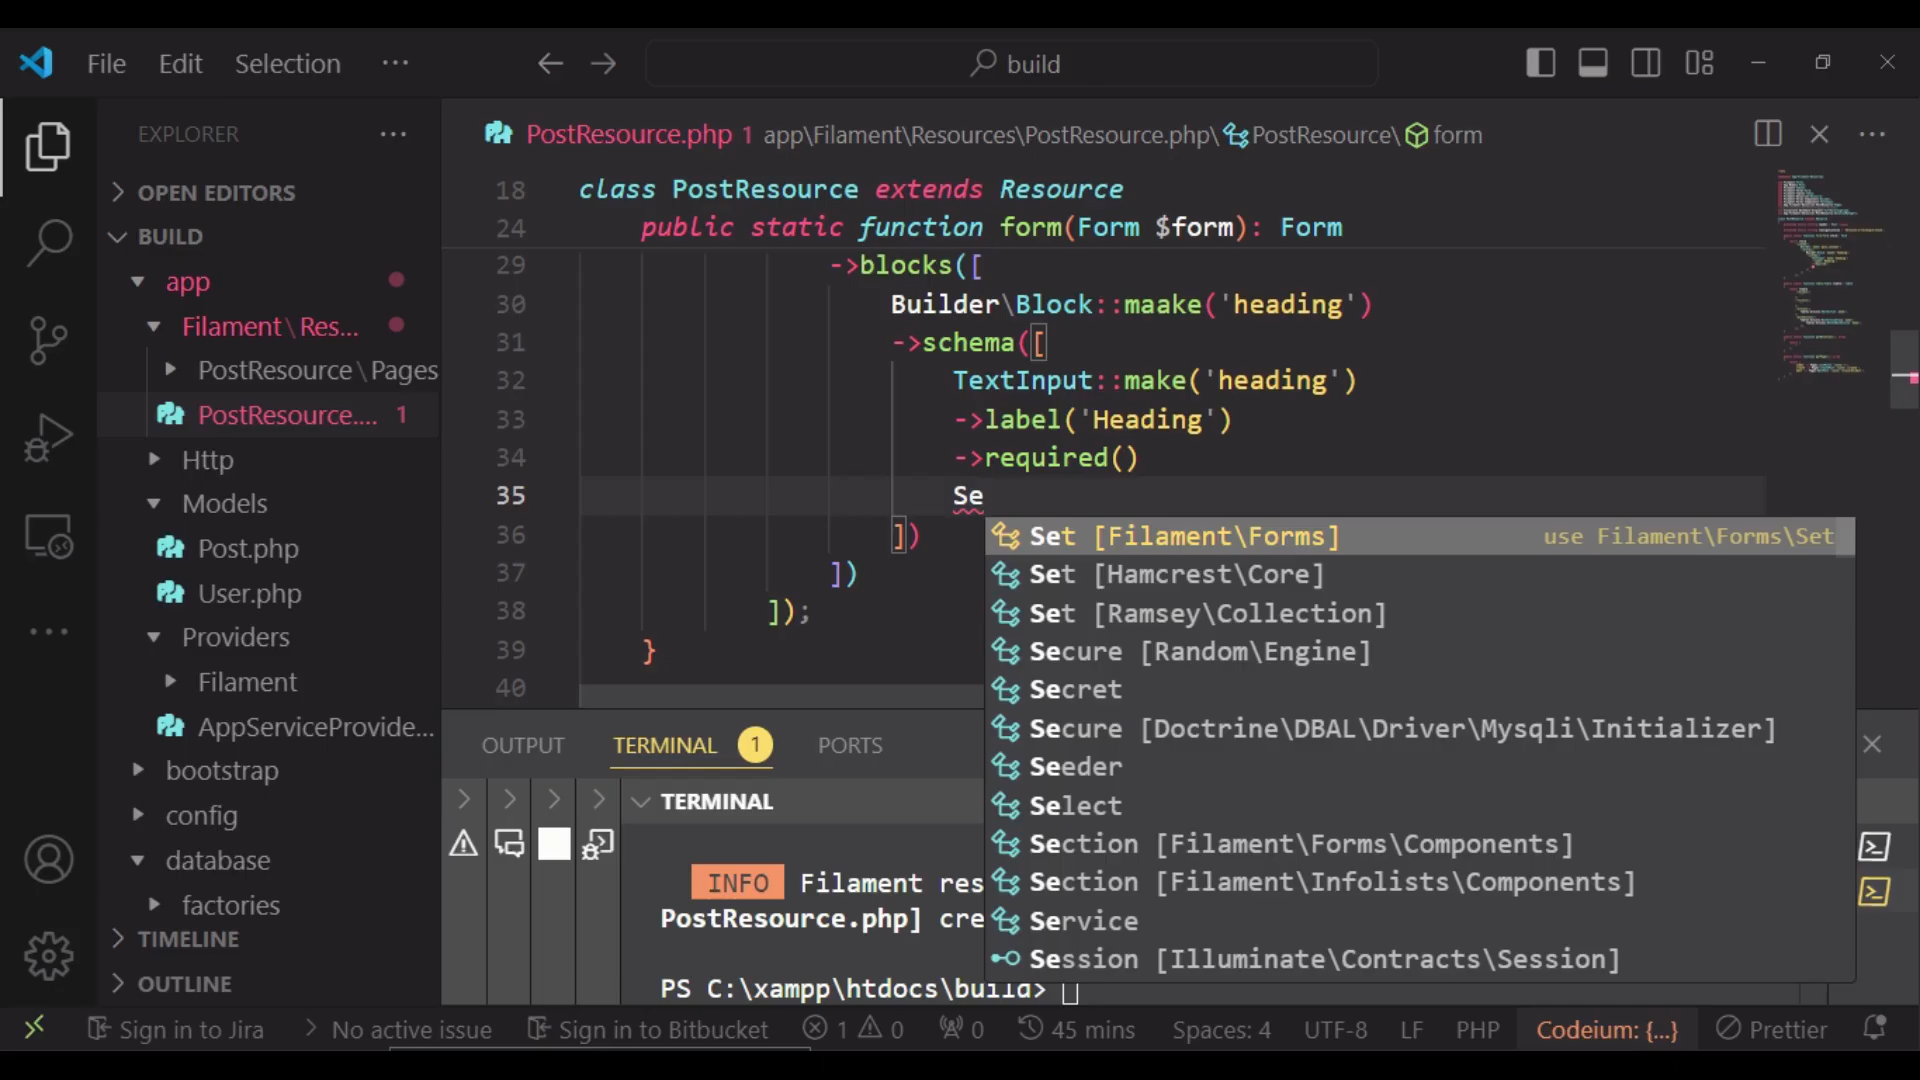 File Edit Selection ··· build
EXPLORER ···
OPEN EDITORS
BUILD
app
Filament\Res...
PostResource\Pages
PostResource.... 1
Http
Models
Post.php
User.php
Providers
Filament
AppServiceProvide...
bootstrap
config
database
factories
TIMELINE
OUTLINE
PostResource.php 1 app\Filament\Resources\PostResource.php\PostResource\form
18 class PostResource extends Resource
24 public static function form(Form $form): Form
29 ->blocks([
30 Builder\Block::maake('heading')
31 ->schema([
32 TextInput::make('heading')
33 ->label('Heading')
34 ->required()
35 Se
36 ])
37 ])
38 ]);
39 }
40
Set [Filament\Forms] use Filament\Forms\Set
Set [Hamcrest\Core]
Set [Ramsey\Collection]
Secure [Random\Engine]
Secret
Secure [Doctrine\DBAL\Driver\Mysqli\Initializer]
Seeder
Select
Section [Filament\Forms\Components]
Section [Filament\Infolists\Components]
Service
Session [Illuminate\Contracts\Session]
OUTPUT TERMINAL 1 PORTS
TERMINAL
INFO Filament res
PostResource.php] cre
PS C:\xampp\htdocs\build>
Sign in to Jira No active issue Sign in to Bitbucket 1 0 0 45 mins Spaces: 4 UTF-8 LF PHP Codeium: {...} Prettier